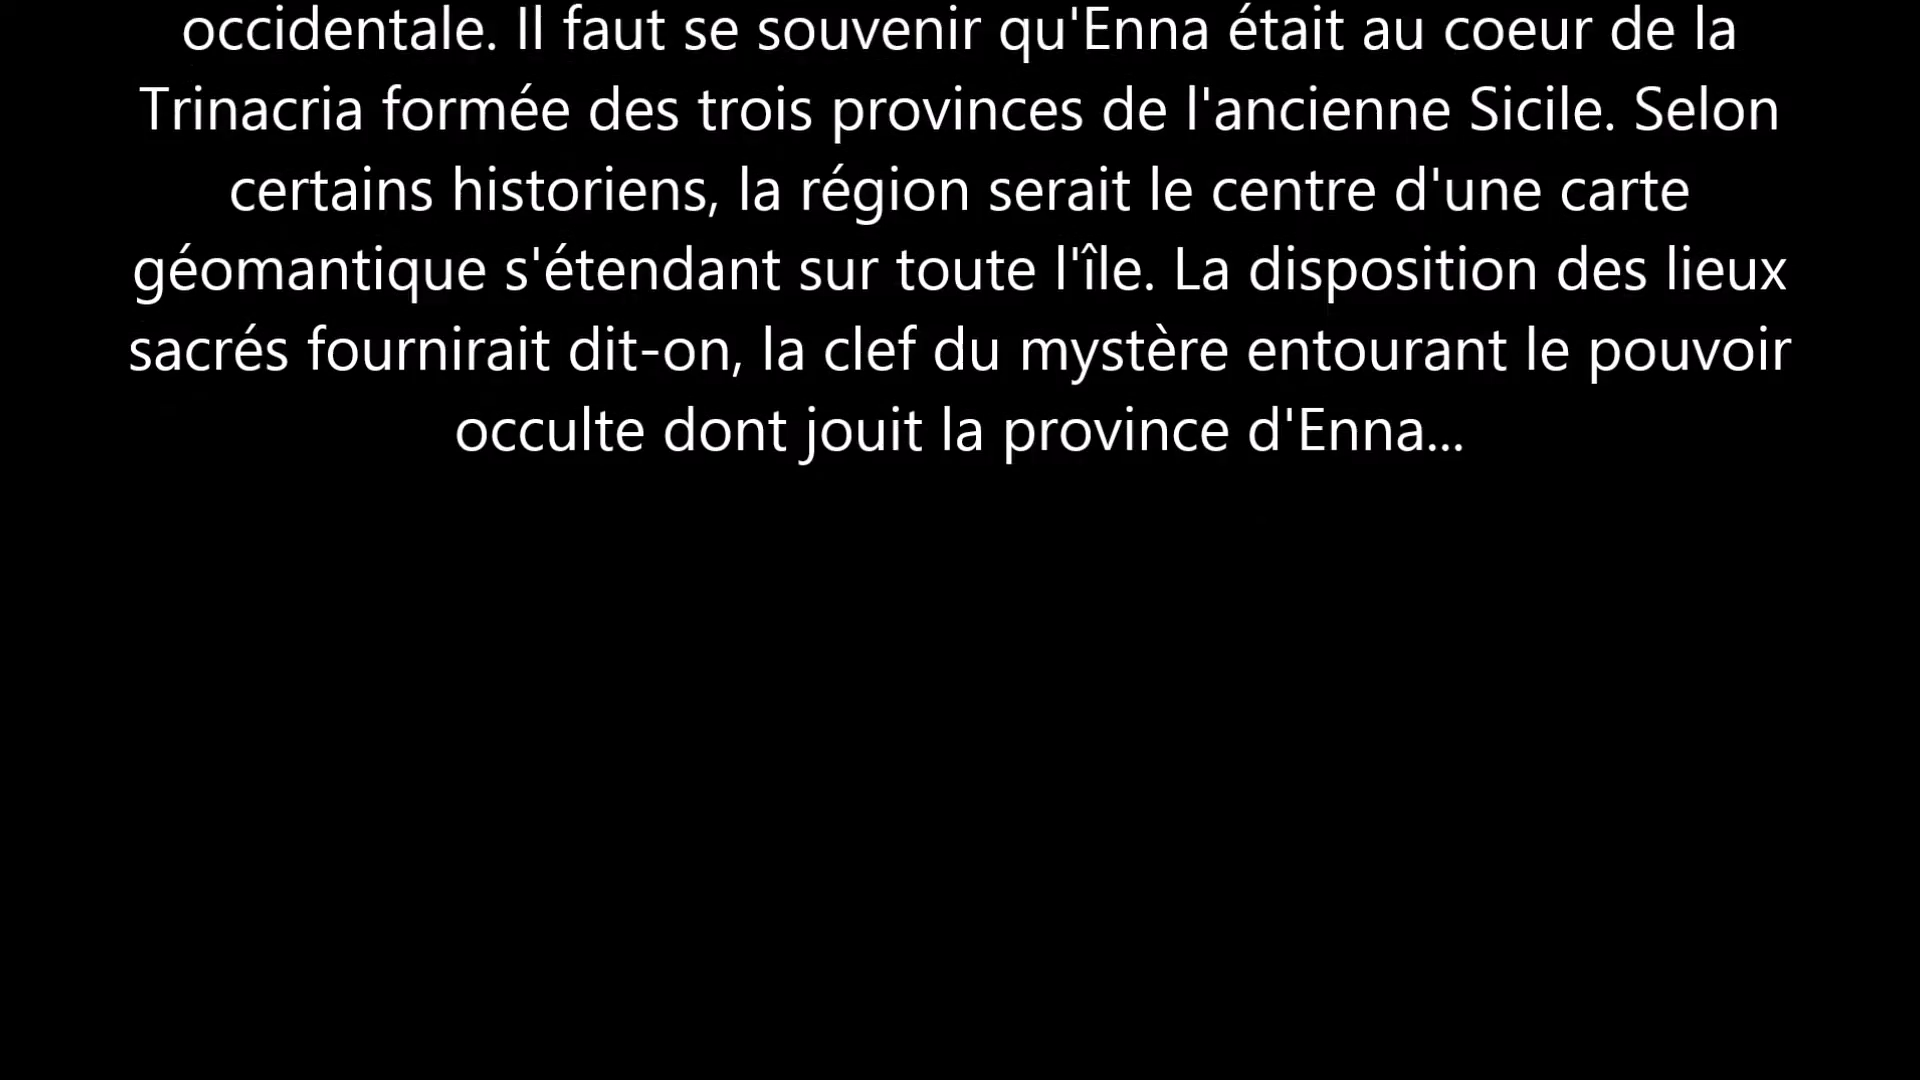 occidentale. Il faut se souvenir qu'Enna était au coeur de la
Trinacria formée des trois provinces de l'ancienne Sicile. Selon
certains historiens, la région serait le centre d'une carte
géomantique s'étendant sur toute l'île. La disposition des lieux
sacrés fournirait dit-on, la clef du mystère entourant le pouvoir
occulte dont jouit la province d'Enna...